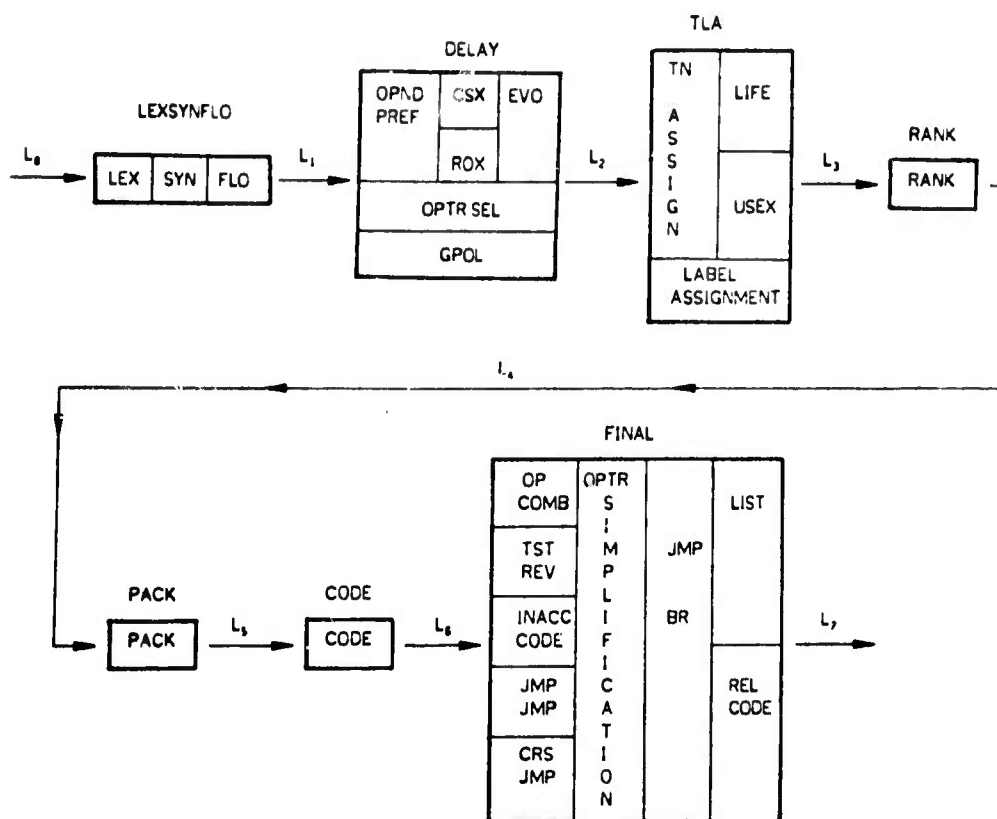 TLA
DELAY
LEXSYNFLO
RANK
L₀
LEX SYN FLO
L₁
OPND
PREF
CSX
ROX
EVO
OPTR SEL
GPOL
L₂
TN
ASSIGN
LIFE
USEX
LABEL
ASSIGNMENT
L₃
RANK
L₄
FINAL
PACK
PACK
L₅
CODE
CODE
L₆
OP
COMB
TST
REV
INACC
CODE
JMP
JMP
CRS
JMP
OPTR
SIMPLIFICATION
JMP
BR
LIST
REL
CODE
L₇